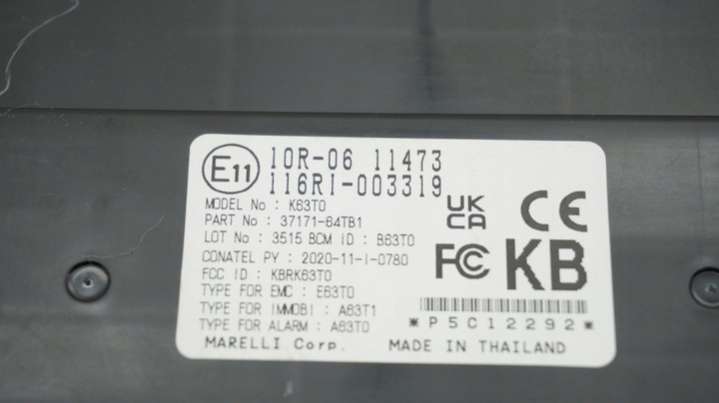 E11 10R-06 11473
116RI-003319
MODEL No : K63T0
PART No : 37171-64TB1
LOT No : 3515 BCM ID : B63T0
CONATEL PY : 2020-11-I-0780
FCC ID : KBRK63T0
TYPE FOR EMC : E63T0
TYPE FOR IMMOBI : A63T1
TYPE FOR ALARM : A63T0
MARELLI Corp. MADE IN THAILAND
UK
CA
CE
FC KB
*P5C12292*